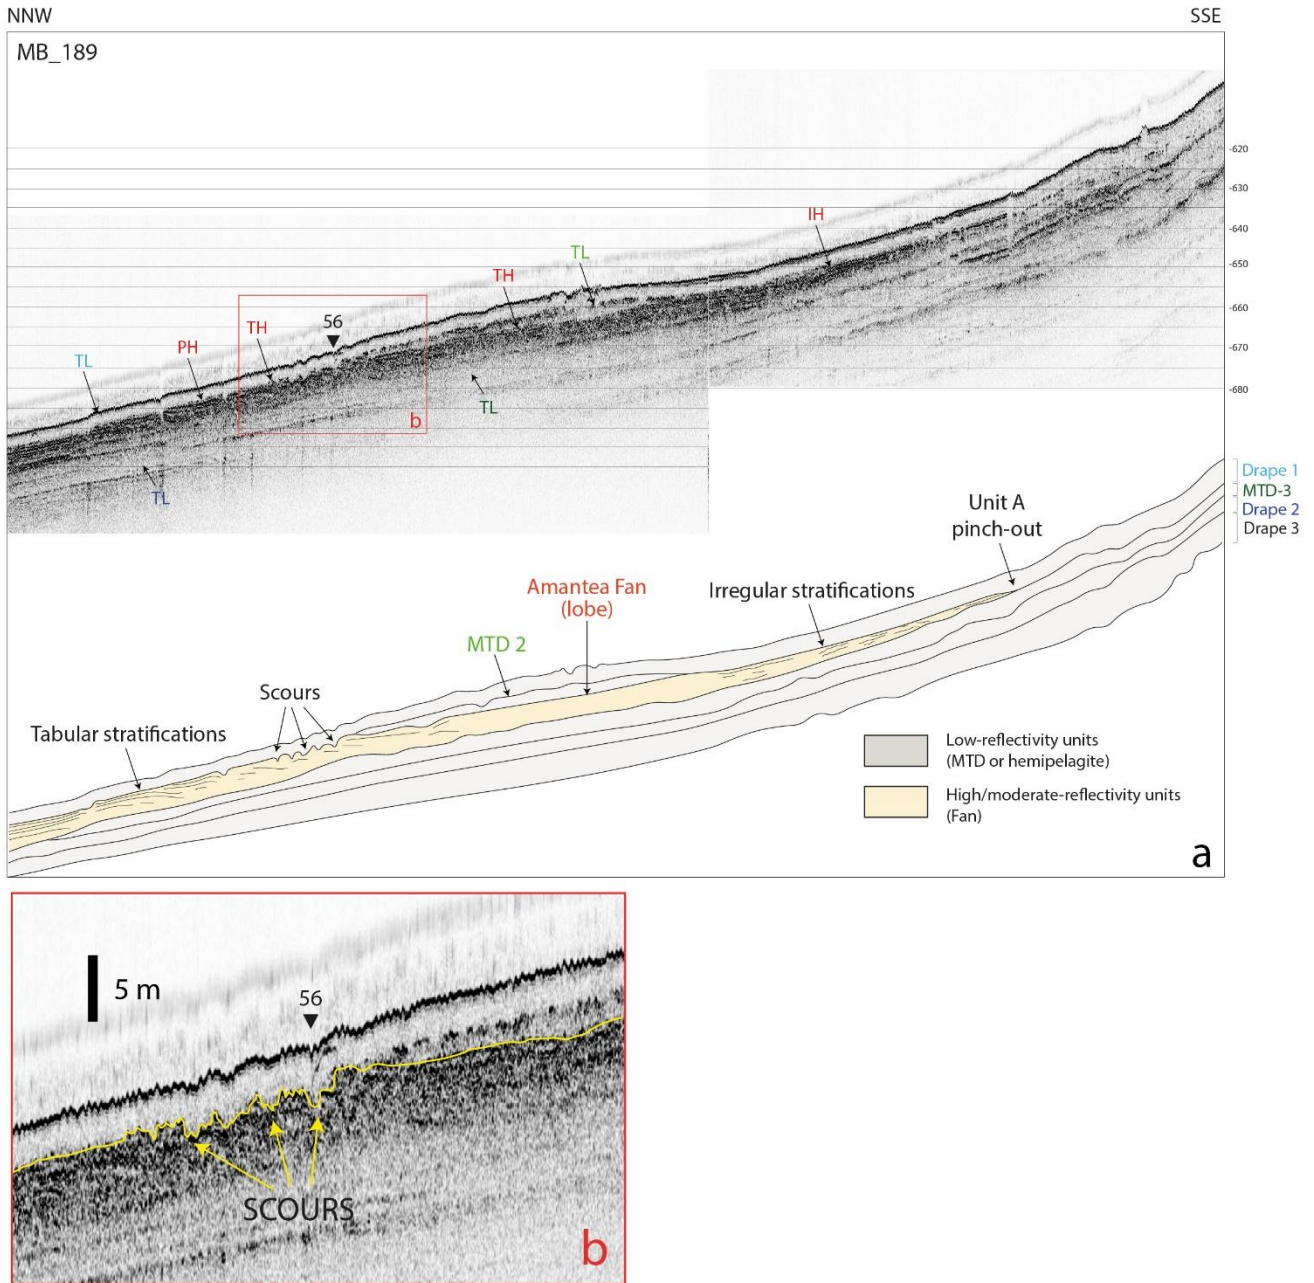 NNW
SSE
MB_189
-620
-630
IH
-640
TL
-650
TH
-660
56
TH
-670
PH
TL
-680
TL
b
TL
Drape 1
MTD-3
Drape 2
Drape 3
Unit A
pinch-out
Amantea Fan
(lobe)
Irregular stratifications
MTD 2
Scours
Tabular stratifications
Low-reflectivity units
(MTD or hemipelagite)
High/moderate-reflectivity units
(Fan)
a
5 m
56
SCOURS
b